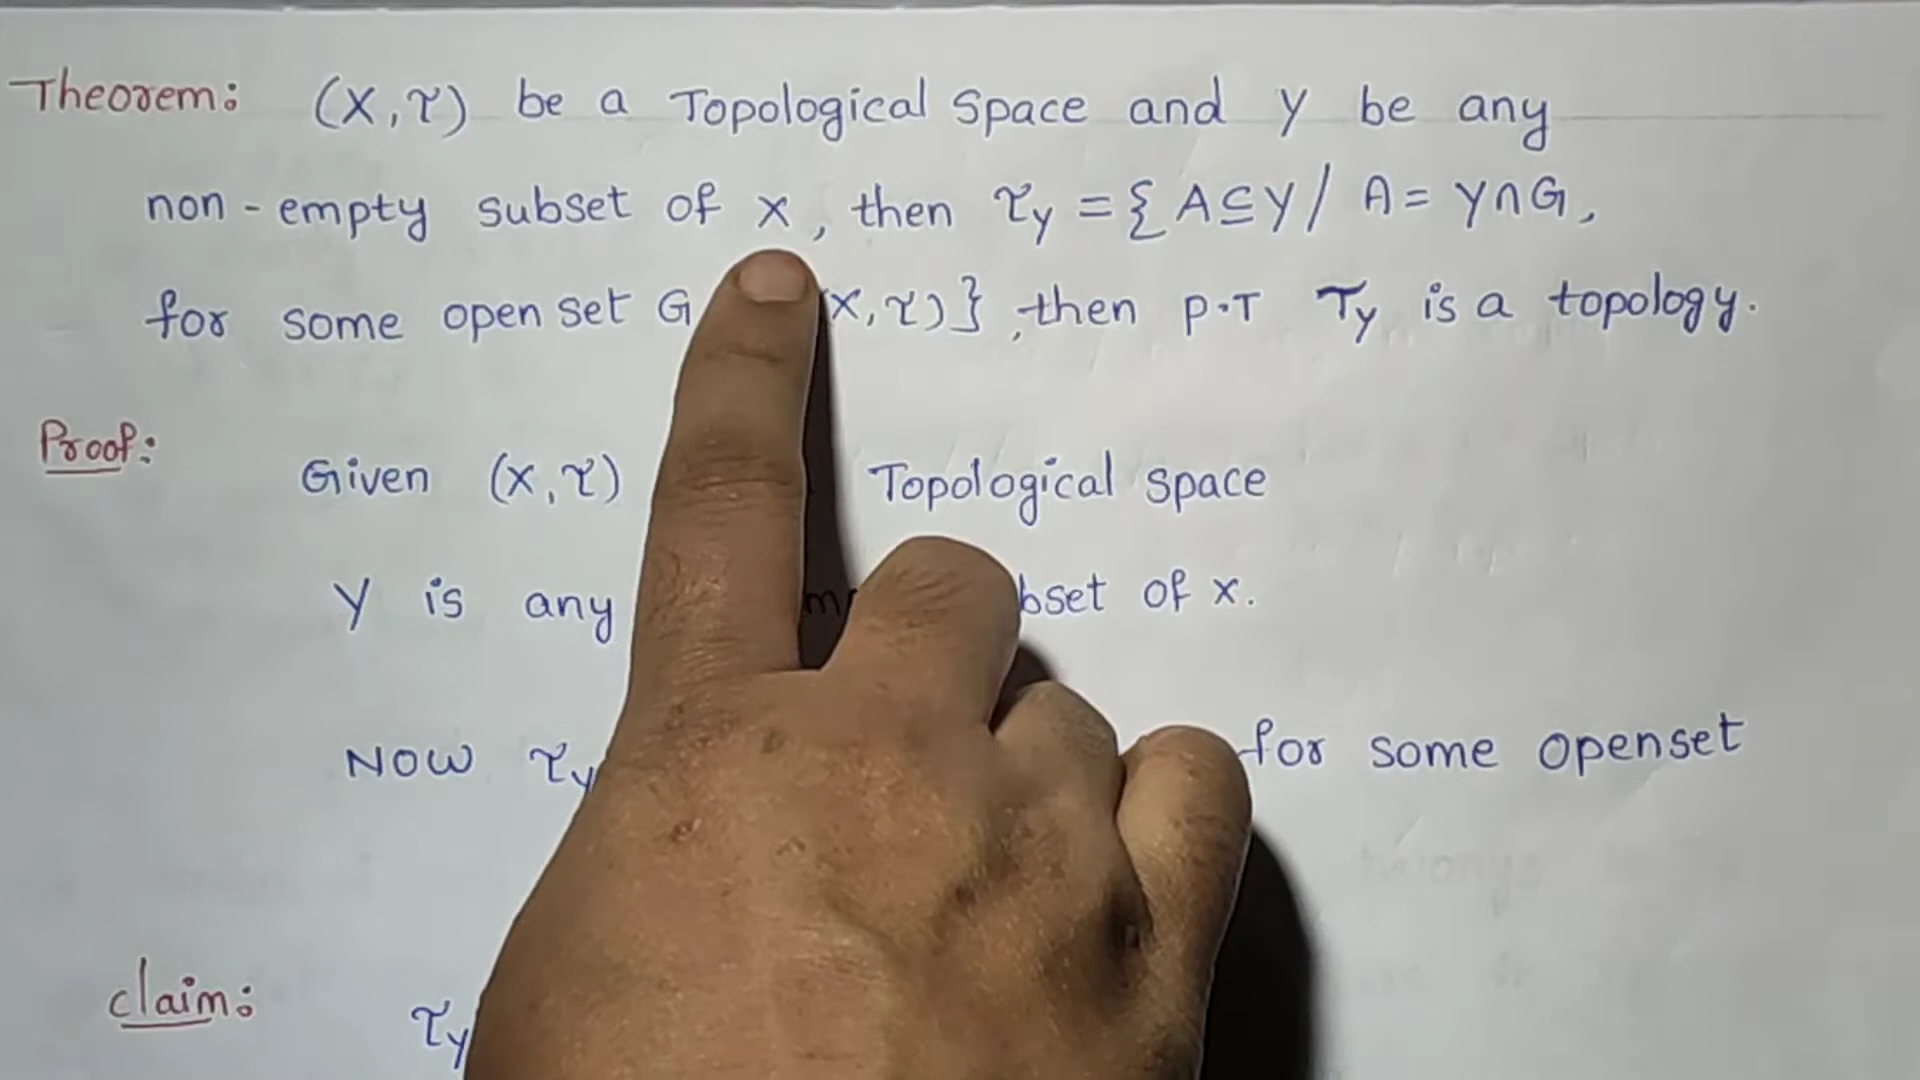 Theorem: (X,τ) be a Topological Space and Y be any
non-empty subset of X, then τy = { A⊆Y / A = Y∩G,
for some open set G X,τ)}, then P.T τy is a topology.
Proof:
Given (X,τ) Topological space
Y is any subset of X.
NOW τy for some openset
claim:
τy